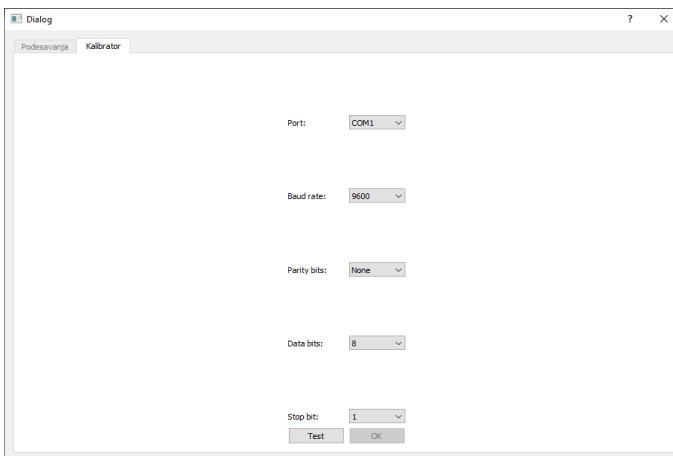 Dialog
Podesavanja Kalibrator
Port: COM1
Baud rate: 9600
Parity bits: None
Data bits: 8
Stop bit: 1
Test OK